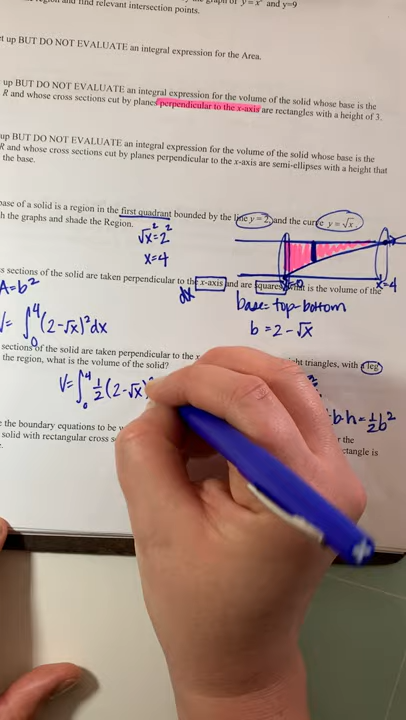 region and find relevant intersection points.
graph of y=x² and y=9
t up BUT DO NOT EVALUATE an integral expression for the Area.
up BUT DO NOT EVALUATE an integral expression for the volume of the solid whose base is the
R and whose cross sections cut by planes perpendicular to the x-axis are rectangles with a height of 3.
up BUT DO NOT EVALUATE an integral expression for the volume of the solid whose base is the
R and whose cross sections cut by planes perpendicular to the x-axis are semi-ellipses with a height that
the base.
base of a solid is a region in the first quadrant bounded by the line y = 2, and the curve y = √x.
h the graphs and shade the Region.
√x² = 2²
x=4
x=0
x=4
s sections of the solid are taken perpendicular to the x-axis and are squares, what is the volume of the
dx
A=b²
base = top-bottom
V= ∫₀⁴ (2-√x)² dx
b = 2-√x
sections of the solid are taken perpendicular to the x
ht triangles, with a leg
the region, what is the volume of the solid?
V= ∫₀⁴ ½ (2-√x)
b·h = ½b²
the boundary equations to be
r the
solid with rectangular cross s
ctangle is